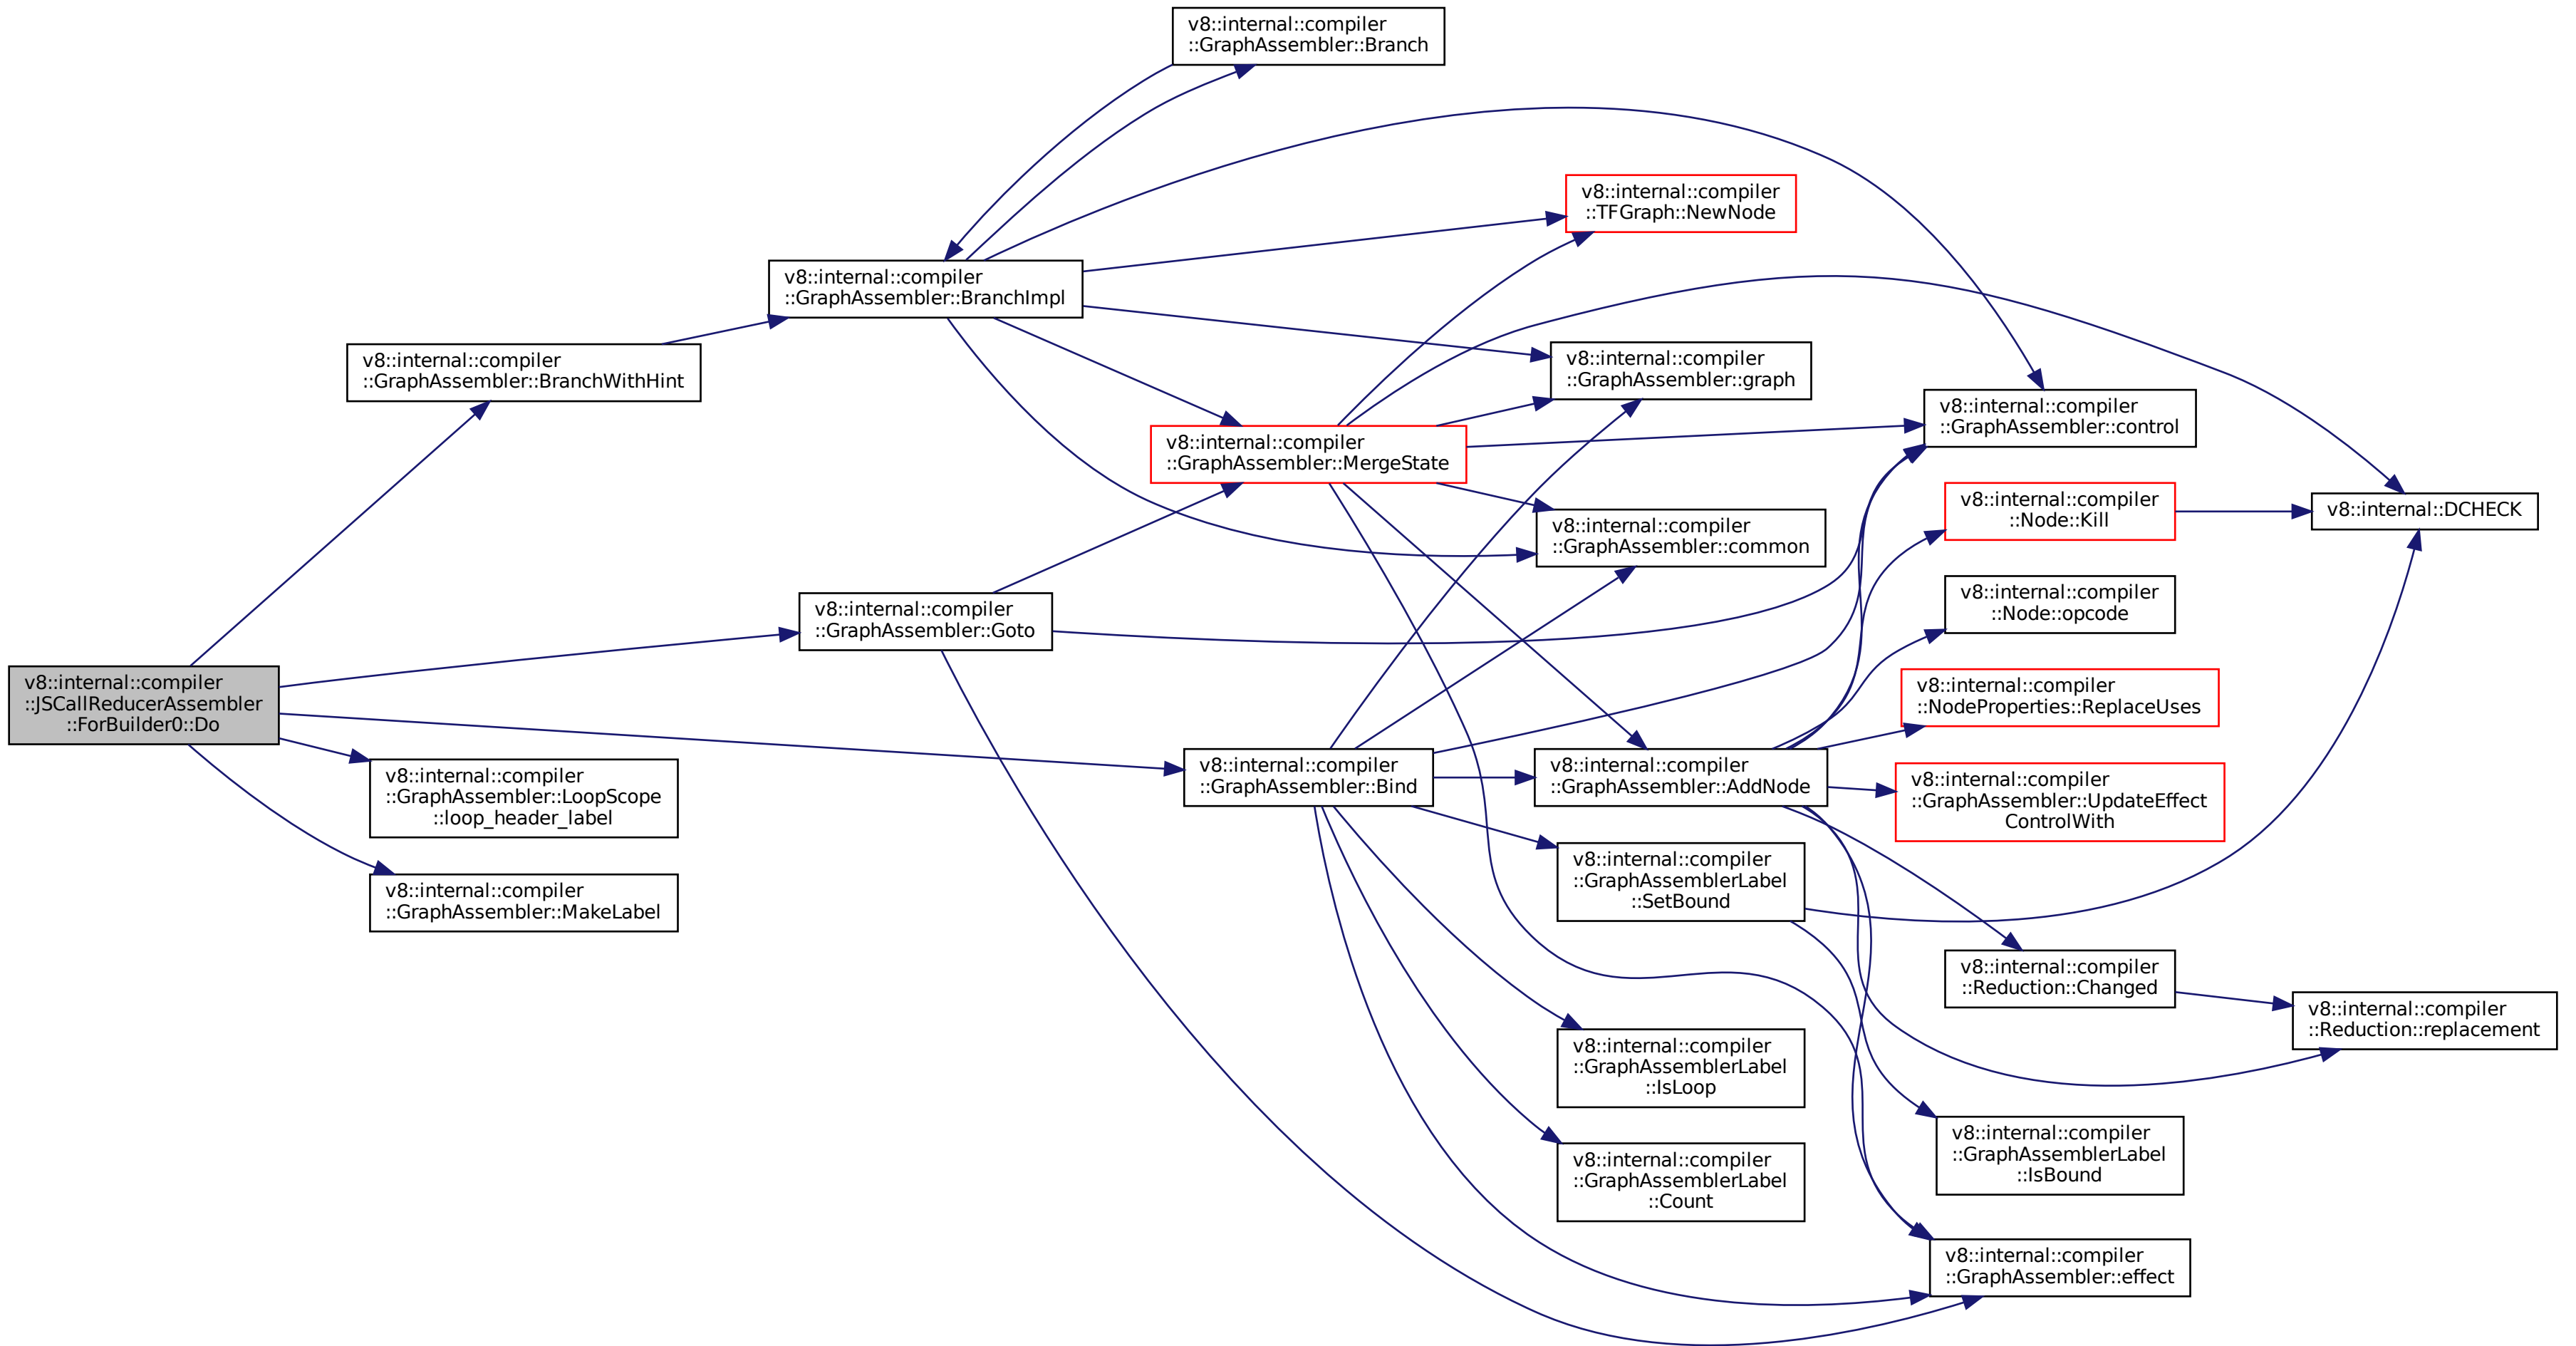 v8::internal::compiler
::GraphAssembler::Branch
v8::internal::compiler
::TFGraph::NewNode
v8::internal::compiler
::GraphAssembler::BranchImpl
v8::internal::compiler
::GraphAssembler::BranchWithHint
v8::internal::compiler
::GraphAssembler::graph
v8::internal::compiler
::GraphAssembler::control
v8::internal::compiler
::GraphAssembler::MergeState
v8::internal::compiler
::Node::Kill
v8::internal::DCHECK
v8::internal::compiler
::GraphAssembler::common
v8::internal::compiler
::Node::opcode
v8::internal::compiler
::GraphAssembler::Goto
v8::internal::compiler
::JSCallReducerAssembler
::ForBuilder0::Do
v8::internal::compiler
::NodeProperties::ReplaceUses
v8::internal::compiler
::GraphAssembler::LoopScope
::loop_header_label
v8::internal::compiler
::GraphAssembler::Bind
v8::internal::compiler
::GraphAssembler::AddNode
v8::internal::compiler
::GraphAssembler::UpdateEffect
ControlWith
v8::internal::compiler
::GraphAssembler::MakeLabel
v8::internal::compiler
::GraphAssemblerLabel
::SetBound
v8::internal::compiler
::Reduction::Changed
v8::internal::compiler
::Reduction::replacement
v8::internal::compiler
::GraphAssemblerLabel
::IsLoop
v8::internal::compiler
::GraphAssemblerLabel
::IsBound
v8::internal::compiler
::GraphAssemblerLabel
::Count
v8::internal::compiler
::GraphAssembler::effect